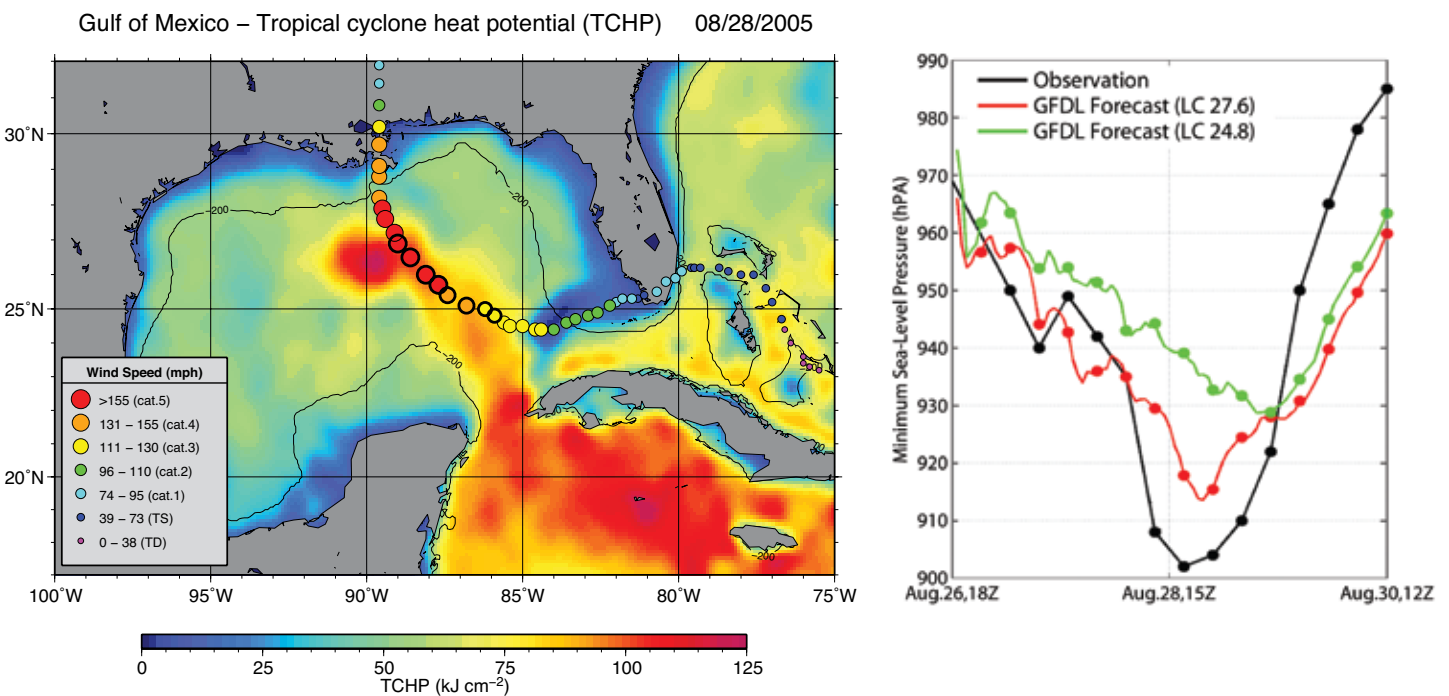 Gulf of Mexico − Tropical cyclone heat potential (TCHP) 08/28/2005
30˚N
25˚N
20˚N
−200
−200
−200
−200
Wind Speed (mph)
>155 (cat.5)
131 − 155 (cat.4)
111 − 130 (cat.3)
96 − 110 (cat.2)
74 − 95 (cat.1)
39 − 73 (TS)
0 − 38 (TD)
100˚W 95˚W 90˚W 85˚W 80˚W 75˚W
0 25 50 75 100 125
TCHP (kJ cm−2)
Observation
GFDL Forecast (LC 27.6)
GFDL Forecast (LC 24.8)
Minimum Sea-Level Pressure (hPA)
990
980
970
960
950
940
930
920
910
900
Aug.26,18Z Aug.28,15Z Aug.30,12Z